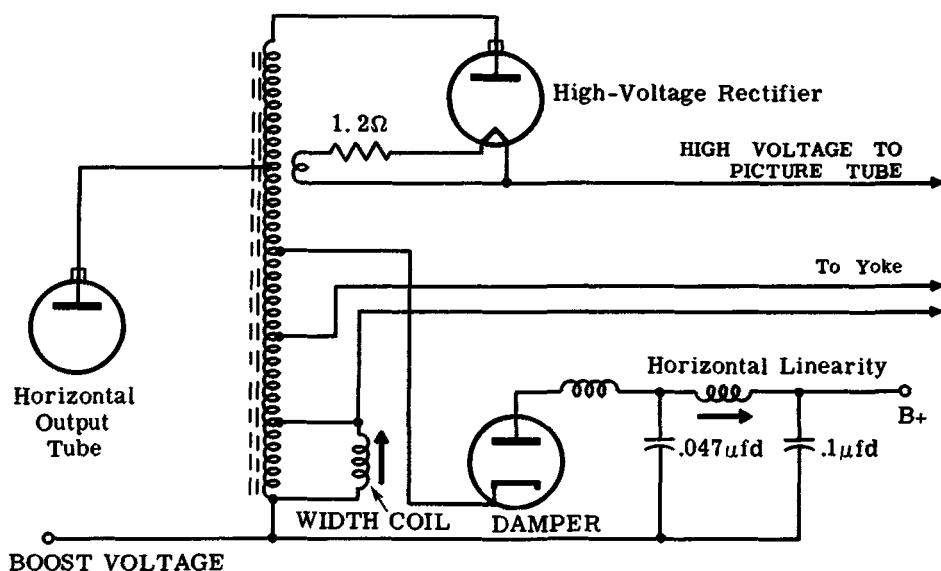 High-Voltage Rectifier
1.2Ω
HIGH VOLTAGE TO
PICTURE TUBE
To Yoke
Horizontal
Output
Tube
Horizontal Linearity
B+
.047µfd
.1µfd
WIDTH COIL
DAMPER
BOOST VOLTAGE